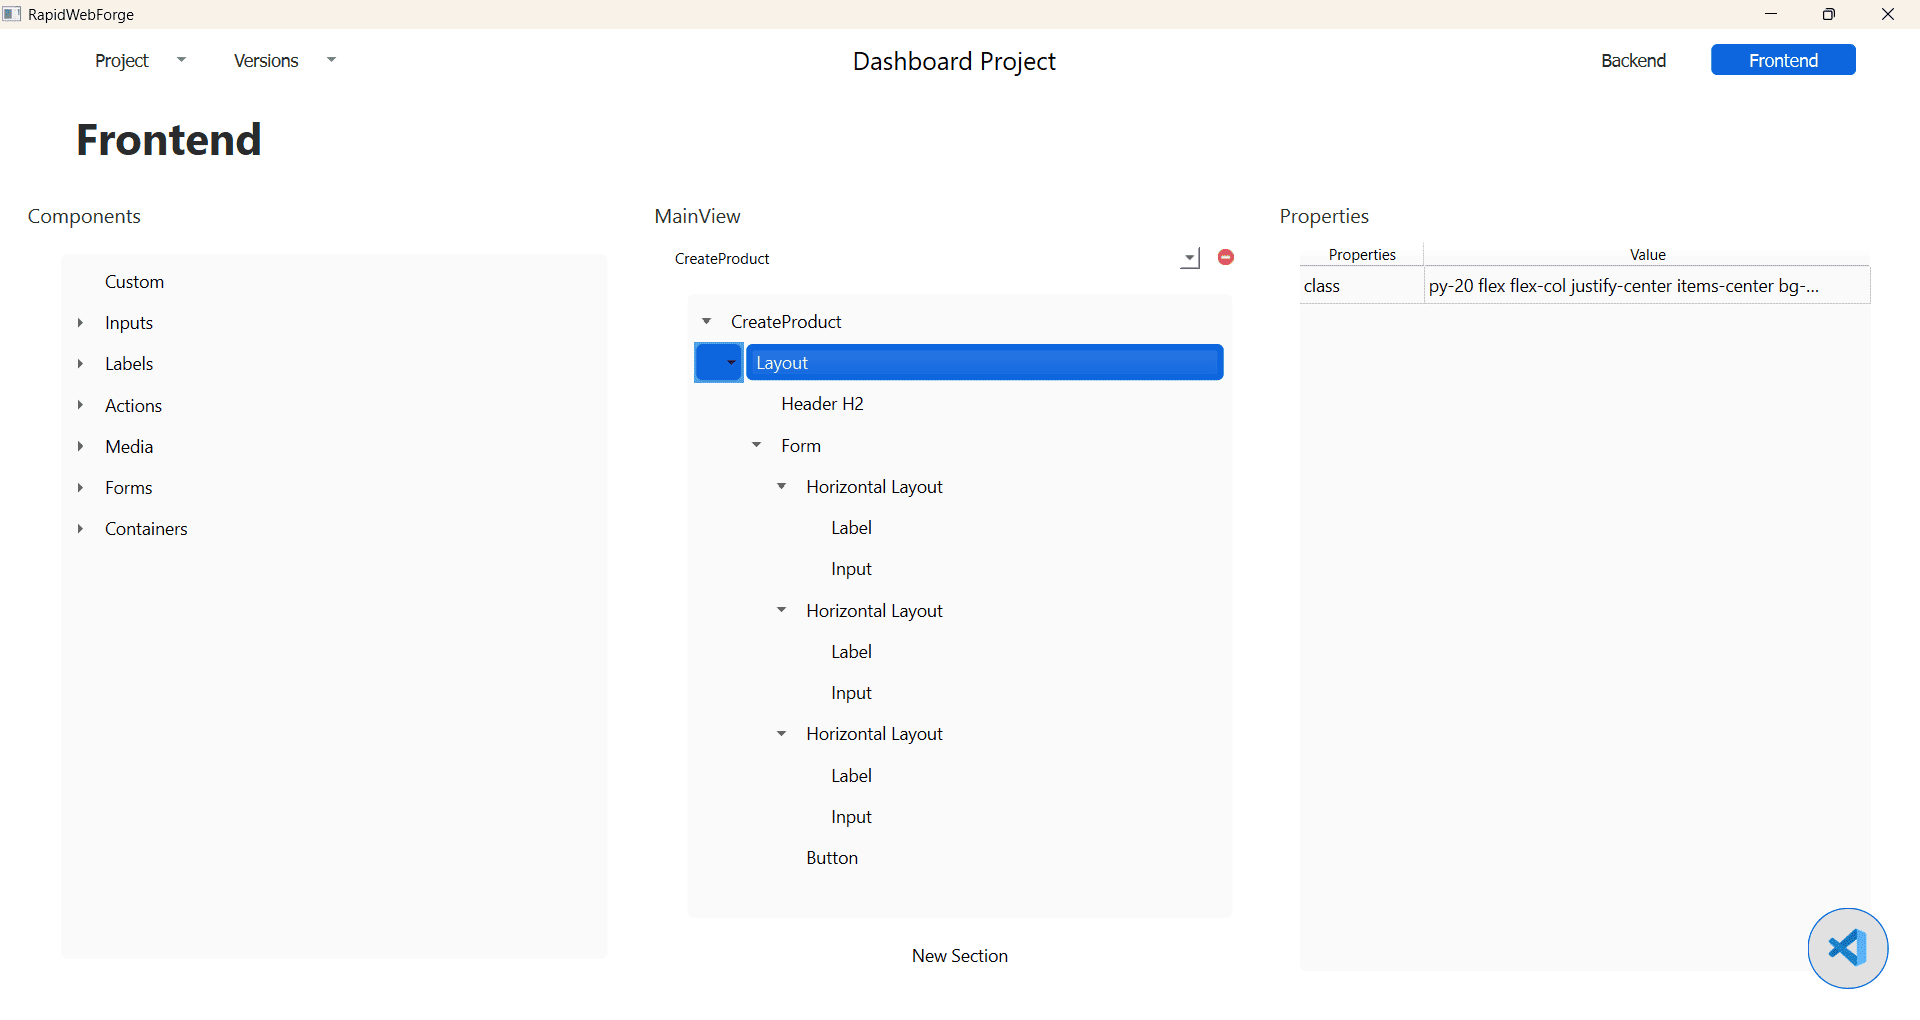 RapidWebForge
Project
Versions
Dashboard Project
Backend
Frontend
Frontend
Components
Custom
Inputs
Labels
Actions
Media
Forms
Containers
MainView
CreateProduct
CreateProduct
Layout
Header H2
Form
Horizontal Layout
Label
Input
Horizontal Layout
Label
Input
Horizontal Layout
Label
Input
Button
New Section
Properties
Properties Value
class py-20 flex flex-col justify-center items-center bg-...